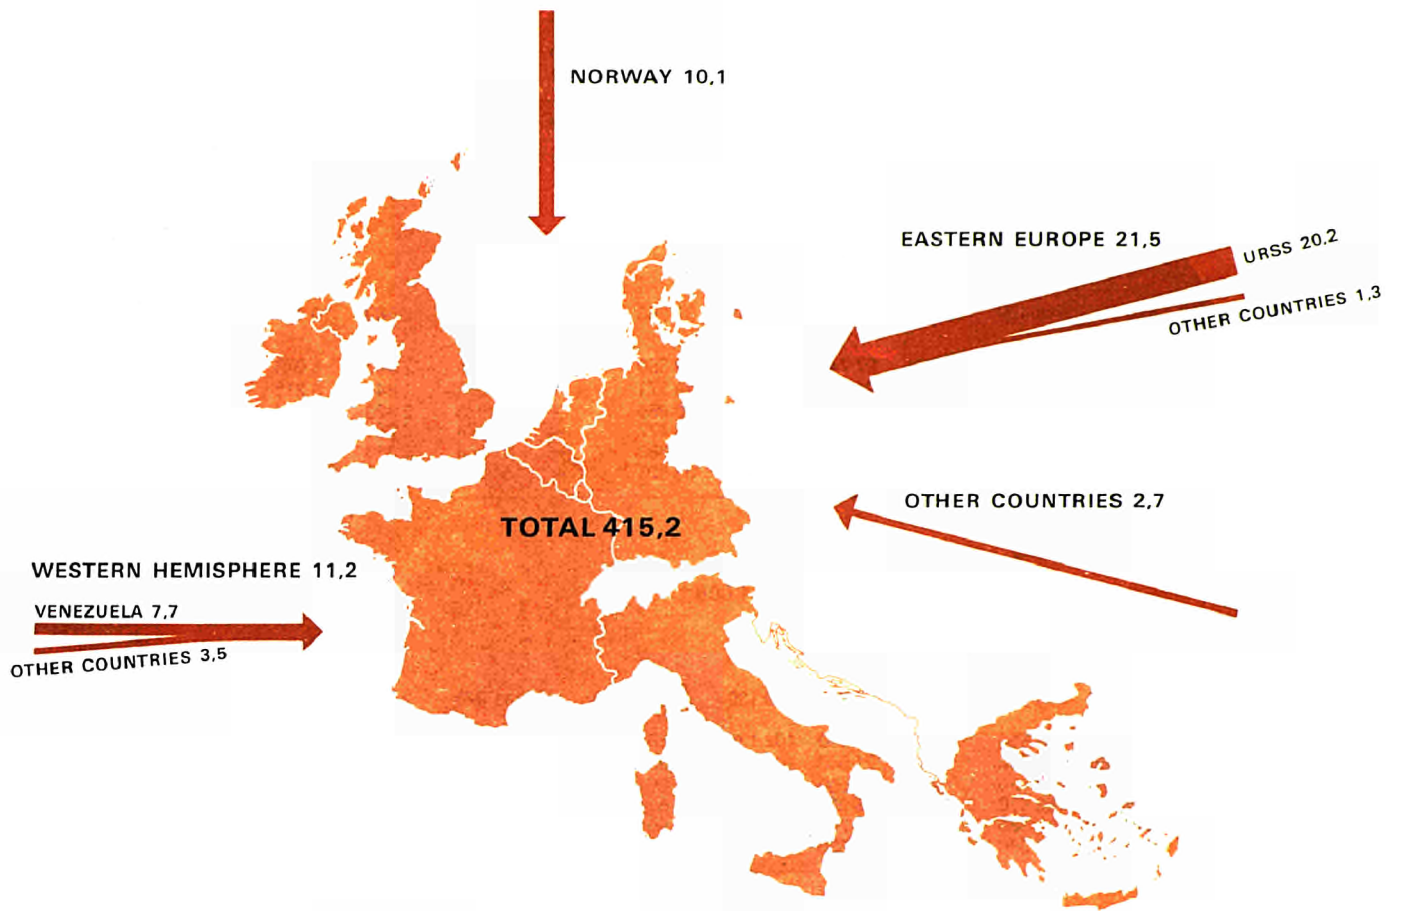 NORWAY 10,1
EASTERN EUROPE 21,5
URSS 20.2
OTHER COUNTRIES 1,3
OTHER COUNTRIES 2,7
TOTAL 415,2
WESTERN HEMISPHERE 11,2
VENEZUELA 7,7
OTHER COUNTRIES 3,5